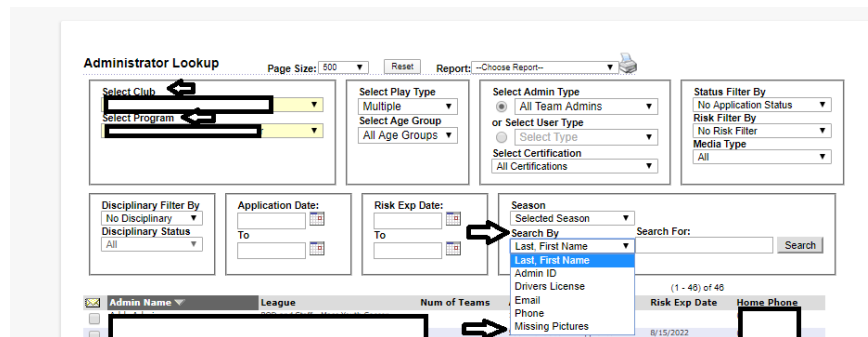 Administrator Lookup Page Size: 500 Reset Report: --Choose Report--
Select Club Select Play Type Select Admin Type Status Filter By
Multiple All Team Admins No Application Status
Select Program Select Age Group or Select User Type Risk Filter By
All Age Groups Select Type No Risk Filter
Select Certification Media Type
All Certifications All
Disciplinary Filter By Application Date: Risk Exp Date: Season
No Disciplinary Selected Season
Disciplinary Status To To Search By Search For:
All Last, First Name Search
Last, First Name
Admin ID
Drivers License
Email (1 - 46) of 46
Admin Name League Num of Teams Phone Risk Exp Date Home Phone
Missing Pictures 8/15/2022